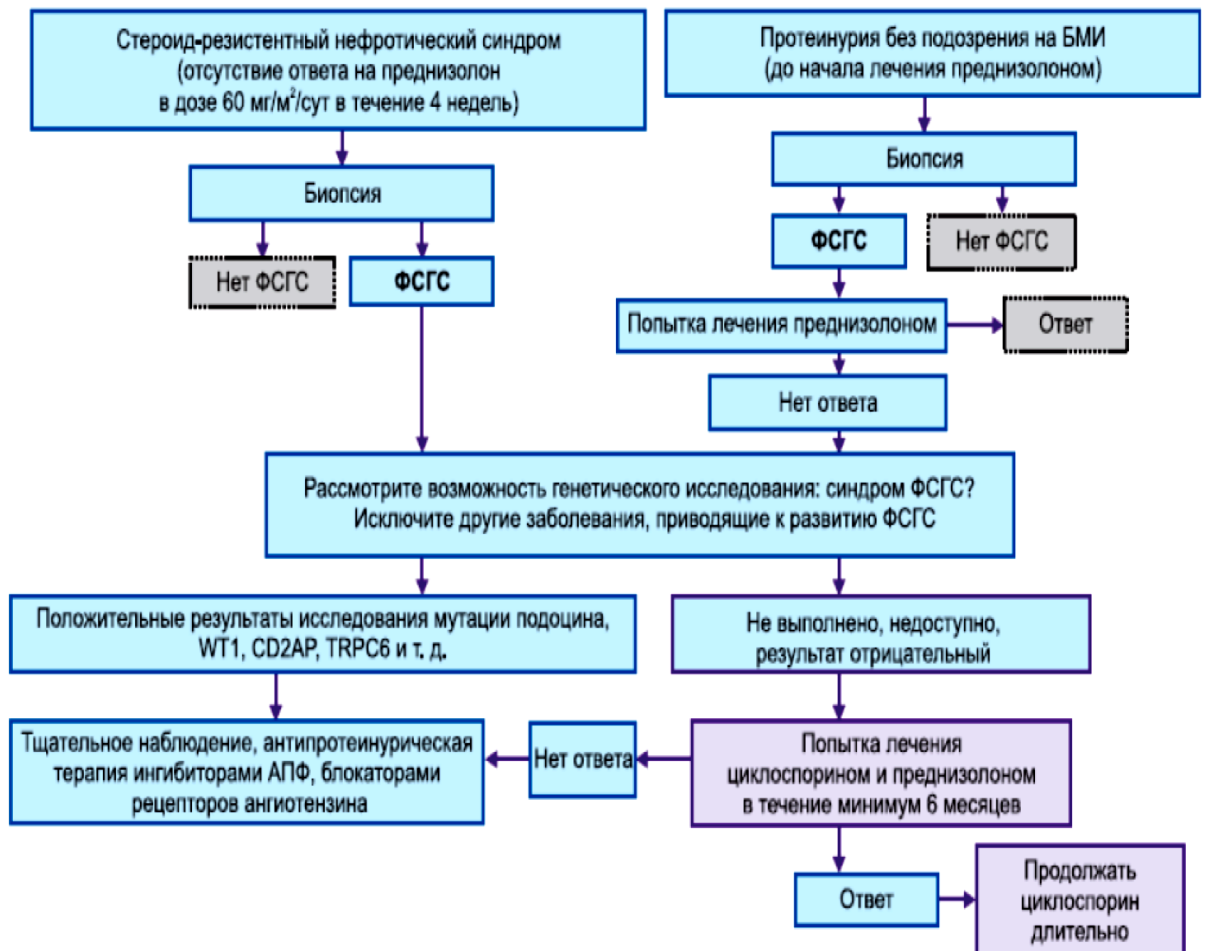 Стероид-резистентный нефротический синдром
(отсутствие ответа на преднизолон
в дозе 60 мг/м²/сут в течение 4 недель)
Протеинурия без подозрения на БМИ
(до начала лечения преднизолоном)
Биопсия
Биопсия
Нет ФСГС
ФСГС
ФСГС
Нет ФСГС
Попытка лечения преднизолоном
Ответ
Нет ответа
Рассмотрите возможность генетического исследования: синдром ФСГС?
Исключите другие заболевания, приводящие к развитию ФСГС
Положительные результаты исследования мутации подоцина,
WT1, CD2AP, TRPC6 и т. д.
Не выполнено, недоступно,
результат отрицательный
Тщательное наблюдение, антипротеинурическая
терапия ингибиторами АПФ, блокаторами
рецепторов ангиотензина
Нет ответа
Попытка лечения
циклоспорином и преднизолоном
в течение минимум 6 месяцев
Ответ
Продолжать
циклоспорин
длительно